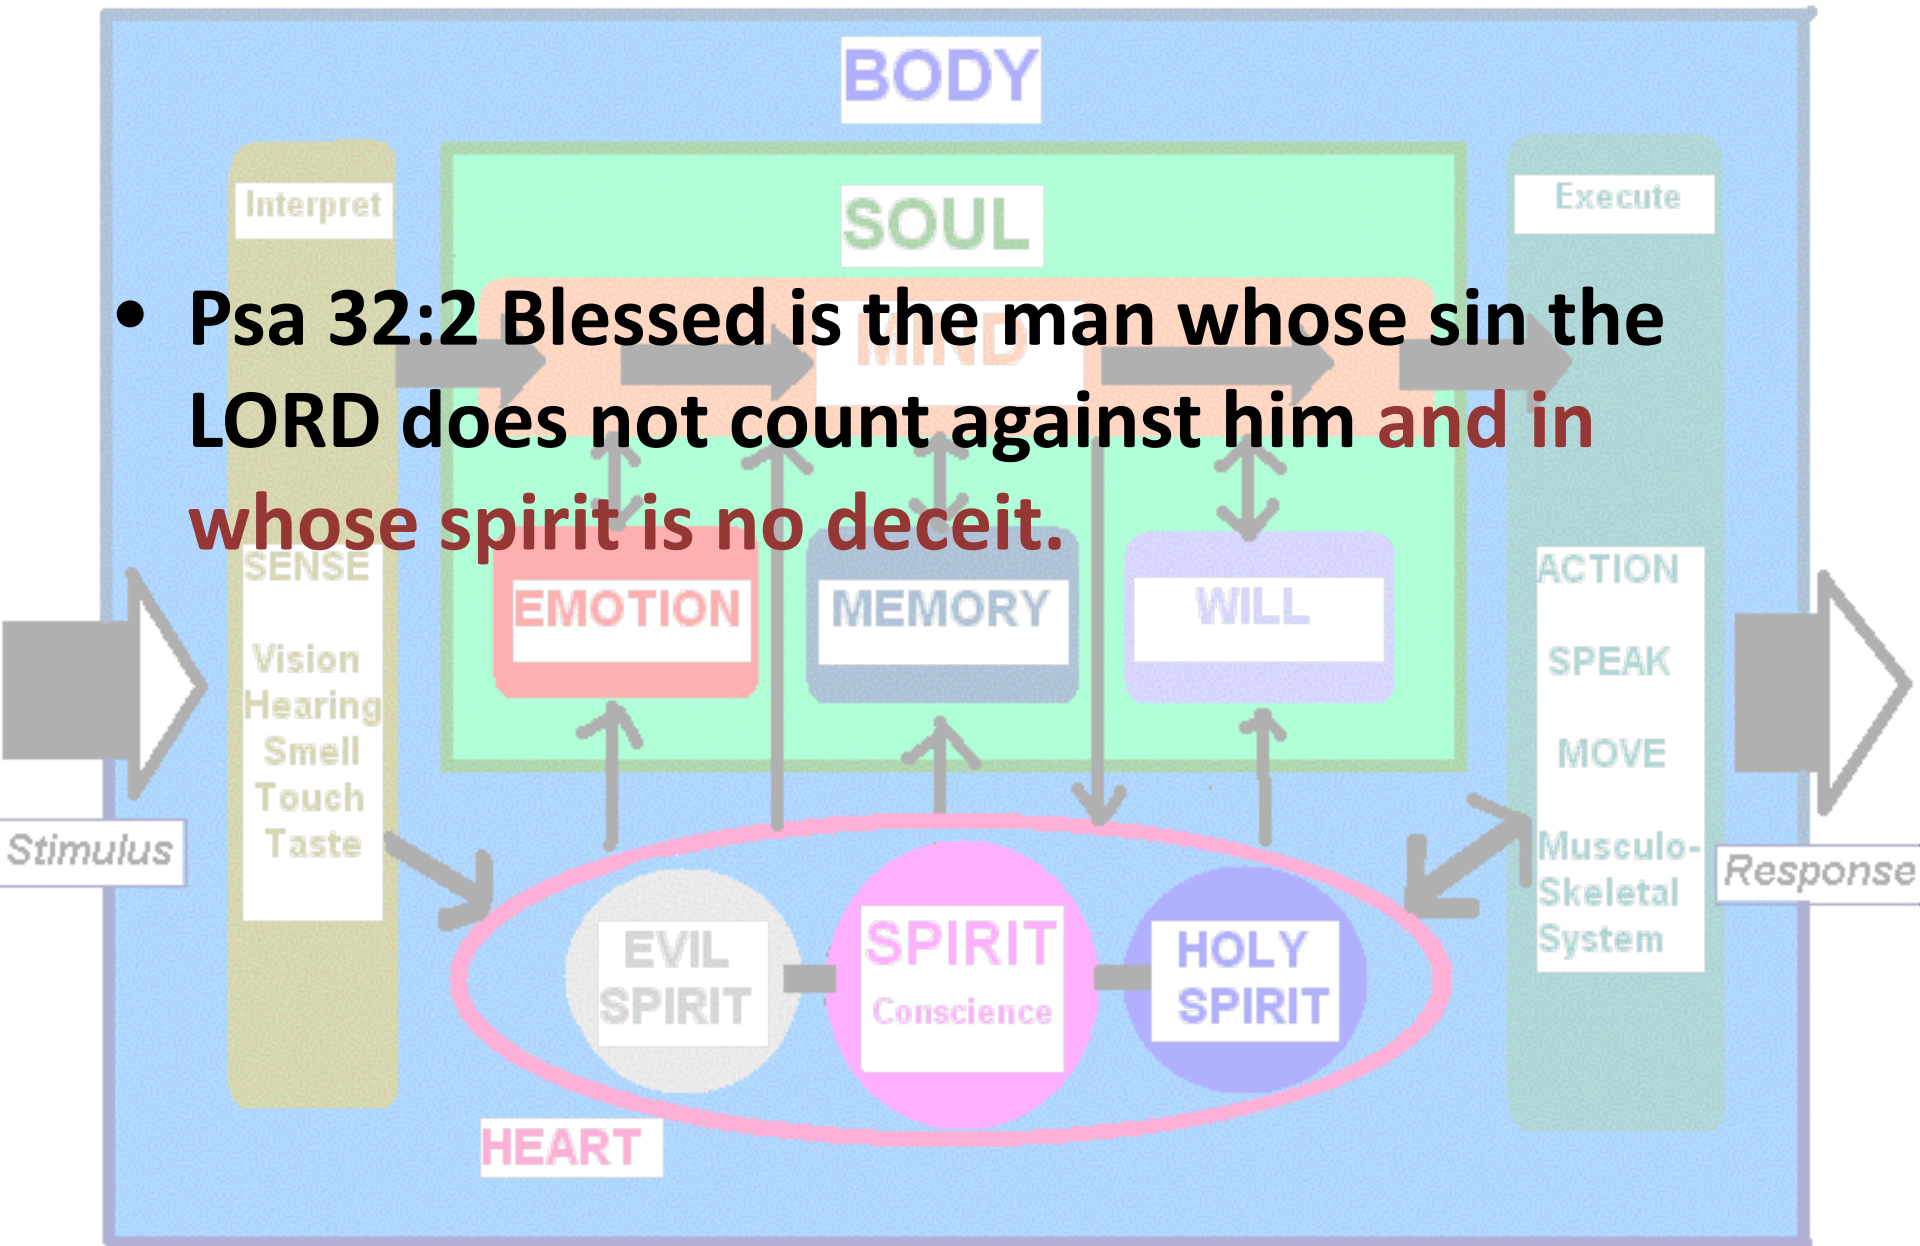 BODY
Interpret
SOUL
Execute
• Psa 32:2 Blessed is the man whose sin the
LORD does not count against him and in
whose spirit is no deceit.
MIND
SENSE
Vision
Hearing
Smell
Touch
Taste
EMOTION
MEMORY
WILL
ACTION
SPEAK
MOVE
Musculo-
Skeletal
System
Stimulus
Response
EVIL
SPIRIT
SPIRIT
Conscience
HOLY
SPIRIT
HEART